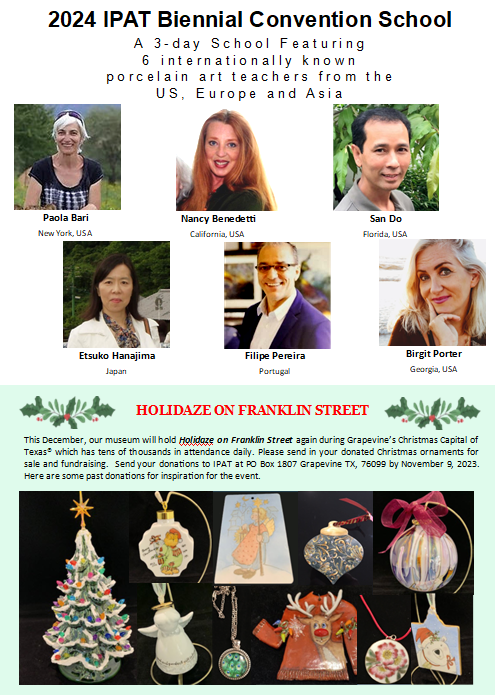 2024 IPAT Biennial Convention School
A 3-day School Featuring
6 internationally known
porcelain art teachers from the
US, Europe and Asia
Paola Bari
New York, USA
Nancy Benedetti
California, USA
San Do
Florida, USA
Etsuko Hanajima
Japan
Filipe Pereira
Portugal
Birgit Porter
Georgia, USA
HOLIDAZE ON FRANKLIN STREET
This December, our museum will hold Holidaze on Franklin Street again during Grapevine's Christmas Capital of
Texas® which has tens of thousands in attendance daily. Please send in your donated Christmas ornaments for
sale and fundraising. Send your donations to IPAT at PO Box 1807 Grapevine TX, 76099 by November 9, 2023.
Here are some past donations for inspiration for the event.